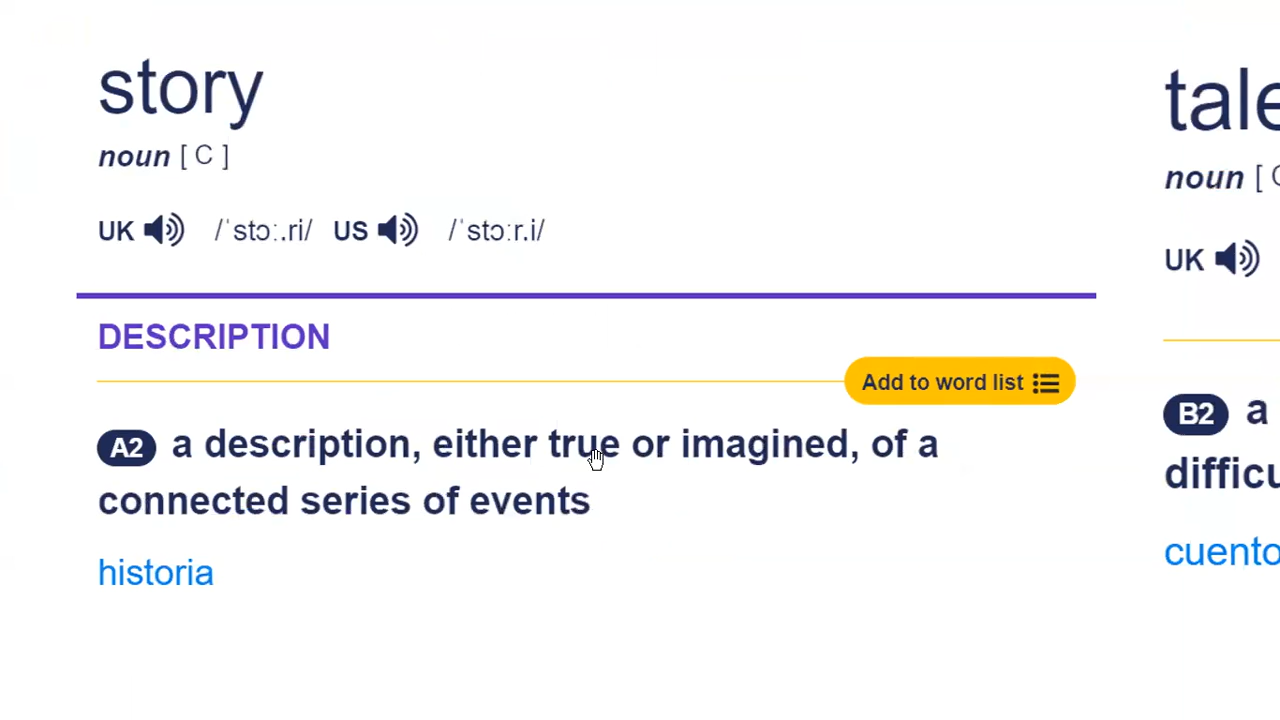 story
noun [ C ]
UK /ˈstɔː.ri/ US /ˈstɔːr.i/
DESCRIPTION
Add to word list
A2 a description, either true or imagined, of a
connected series of events
historia
tale
noun [ C
UK
B2 a
difficu
cuento